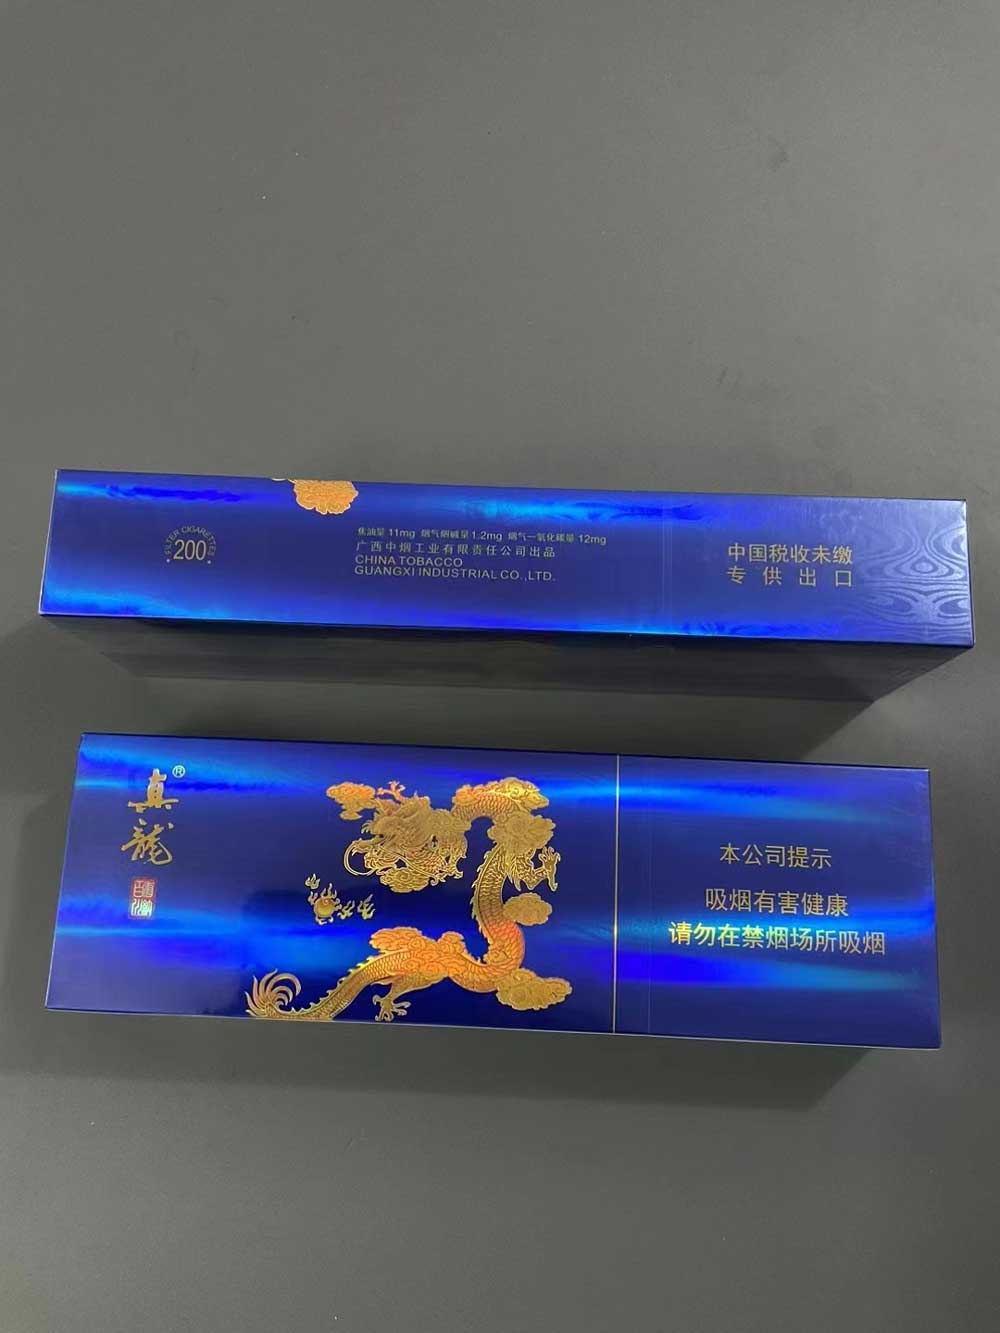 FILTER CIGARETTES
200
焦油量 11mg 烟气烟碱量 1.2mg 烟气一氧化碳量 12mg
广西中烟工业有限责任公司出品
CHINA TOBACCO
GUANGXI INDUSTRIAL CO., LTD.
中国税收未缴
专供出口
真龍®
本公司提示
吸烟有害健康
请勿在禁烟场所吸烟